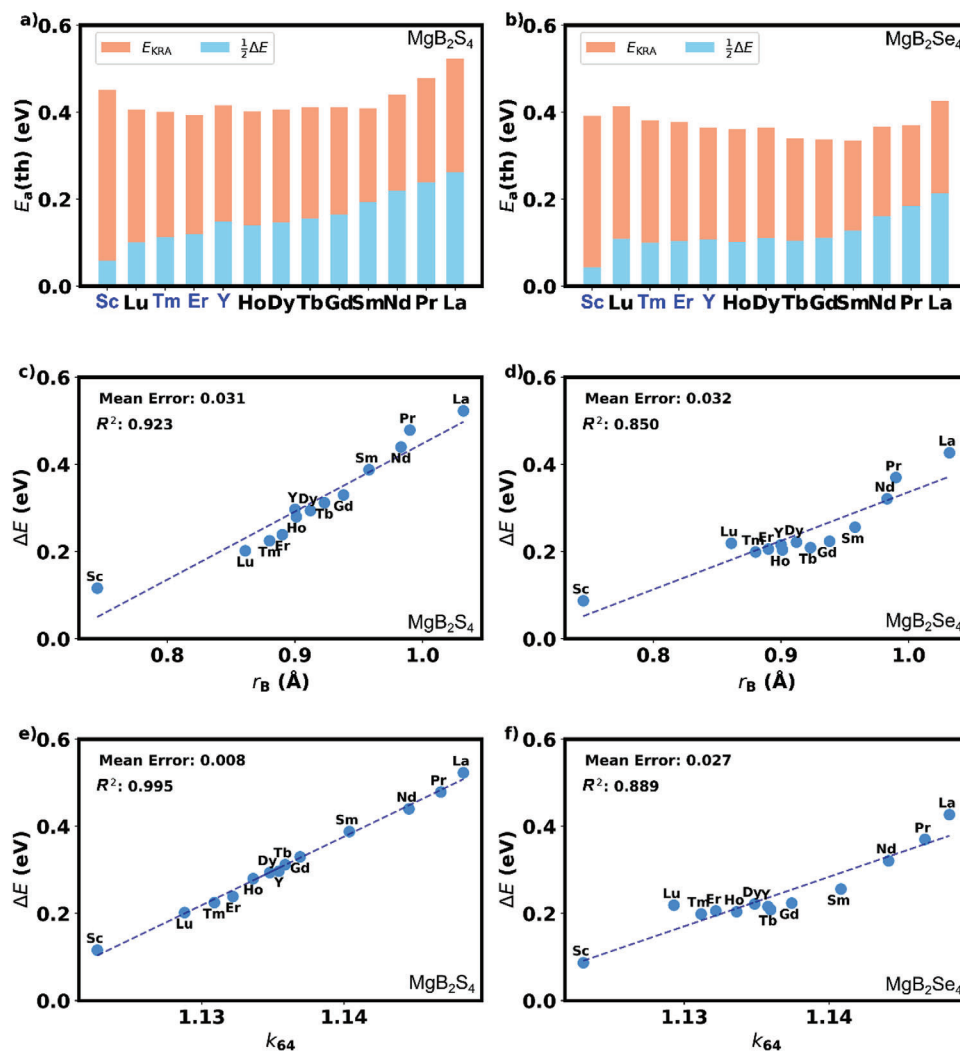 a)
MgB₂S₄
E_KRA ½ΔE
E_a(th) (eV)
0.6
0.4
0.2
0.0
Sc Lu Tm Er Y Ho Dy Tb Gd Sm Nd Pr La
b)
MgB₂Se₄
E_KRA ½ΔE
E_a(th) (eV)
0.6
0.4
0.2
0.0
Sc Lu Tm Er Y Ho Dy Tb Gd Sm Nd Pr La
c)
Mean Error: 0.031
R²: 0.923
ΔE (eV)
0.6
0.4
0.2
0.0
Sc
Lu
Tm
Er
Y
Ho
Dy
Tb
Gd
Sm
Nd
Pr
La
MgB₂S₄
0.8 0.9 1.0
r_B (Å)
d)
Mean Error: 0.032
R²: 0.850
ΔE (eV)
0.6
0.4
0.2
0.0
Sc
Lu
Tm
Er
Y
Ho
Dy
Tb
Gd
Sm
Nd
Pr
La
MgB₂Se₄
0.8 0.9 1.0
r_B (Å)
e)
Mean Error: 0.008
R²: 0.995
ΔE (eV)
0.6
0.4
0.2
0.0
Sc
Lu
Tm
Er
Ho
Dy
Y
Tb
Gd
Sm
Nd
Pr
La
MgB₂S₄
1.13 1.14
k₆₄
f)
Mean Error: 0.027
R²: 0.889
ΔE (eV)
0.6
0.4
0.2
0.0
Sc
Lu
Tm
Er
Ho
Dy
Y
Tb
Gd
Sm
Nd
Pr
La
MgB₂Se₄
1.13 1.14
k₆₄